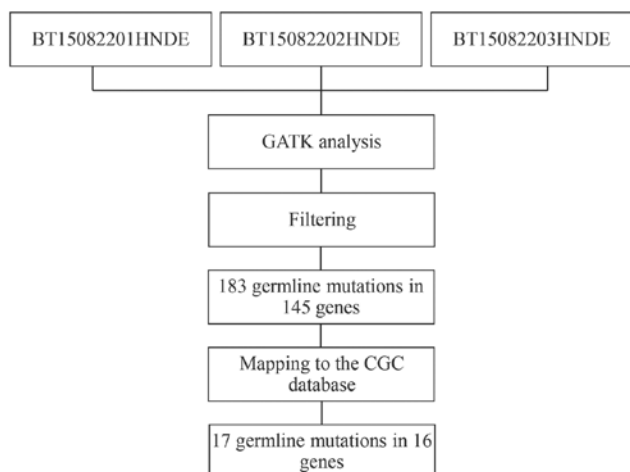 BT15082201HNDE
BT15082202HNDE
BT15082203HNDE
GATK analysis
Filtering
183 germline mutations in
145 genes
Mapping to the CGC
database
17 germline mutations in 16
genes